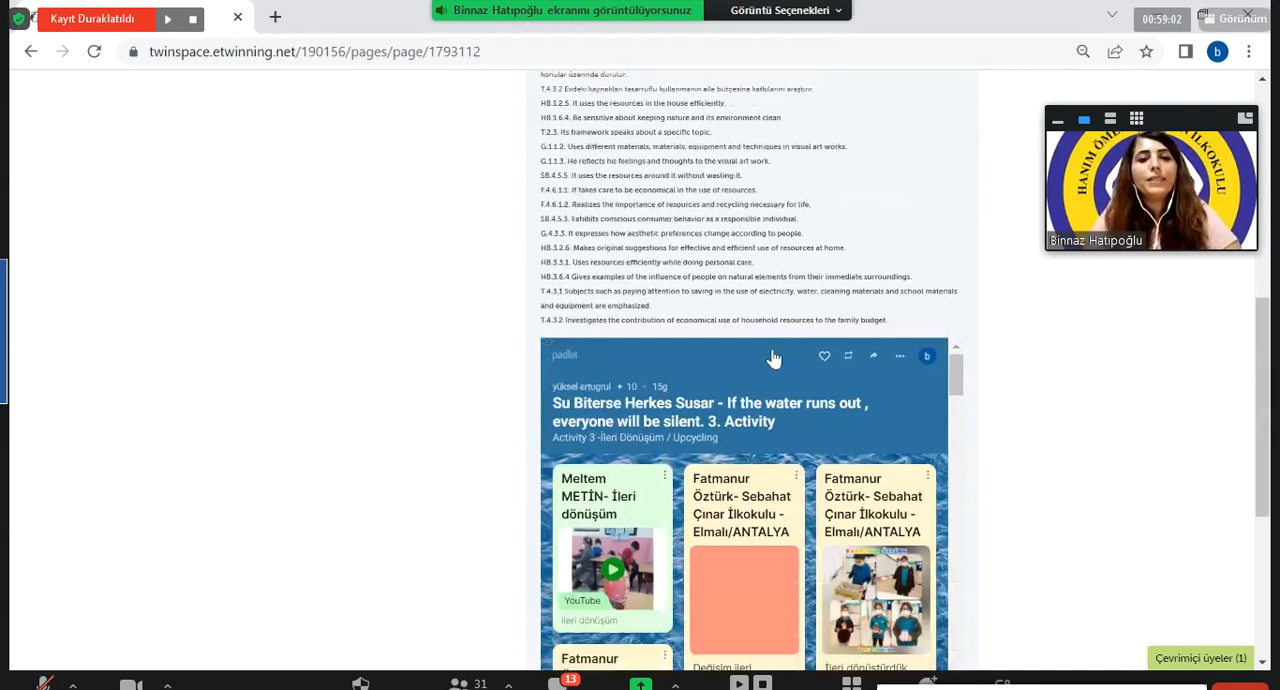 Kayıt Duraklatıldı
Binnaz Hatıpoğlu ekranını görüntülüyorsunuz
Görüntü Seçenekleri
00:59:02
Görünüm
twinspace.etwinning.net/190156/pages/page/1793112
b
konular üzerinde durulur.
T.4.3.2 Evdeki kaynakları tasarruflu kullanmanın aile bütçesine katkılarını araştırır
HB.1.2.5. It uses the resources in the house efficiently.
HB.1.6.4. Be sensitive about keeping nature and its environment clean
T.2.3. Its framework speaks about a specific topic.
G.1.1.2. Uses different materials, materials, equipment and techniques in visual art works.
G.1.1.3. He reflects his feelings and thoughts to the visual art work.
SB.4.5.5. It uses the resources around it without wasting it.
F.4.6.1.1. If takes care to be economical in the use of resources.
F.4.6.1.2. Realizes the importance of resources and recycling necessary for life.
SB.4.5.3. Exhibits conscious consumer behavior as a responsible individual.
G.4.3.3. It expresses how aesthetic preferences change according to people.
HB.3.2.6. Makes original suggestions for effective and efficient use of resources at home.
HB.3.3.1. Uses resources efficiently while doing personal care.
HB.3.6.4 Gives examples of the influence of people on natural elements from their immediate surroundings.
T.4.3.1.Subjects such as paying attention to saving in the use of electricity, water, cleaning materials and school materials
and equipment are emphasized.
T.4.3.2 Investigates the contribution of economical use of household resources to the family budget.
HANIM ÖME
İLKOKULU
Binnaz Hatıpoğlu
padlet
b
yüksel ertugrul + 10 • 15g
Su Biterse Herkes Susar - If the water runs out ,
everyone will be silent. 3. Activity
Activity 3 -İleri Dönüşüm / Upcycling
Meltem
METİN- İleri
dönüşüm
YouTube
ileri dönüşüm
Fatmanur
Fatmanur
Öztürk- Sebahat
Çınar İlkokulu -
Elmalı/ANTALYA
Değişim ileri
Fatmanur
Öztürk- Sebahat
Çınar İlkokulu -
Elmalı/ANTALYA
İleri dönüştürdük
Çevrimiçi üyeler (1)
31
13